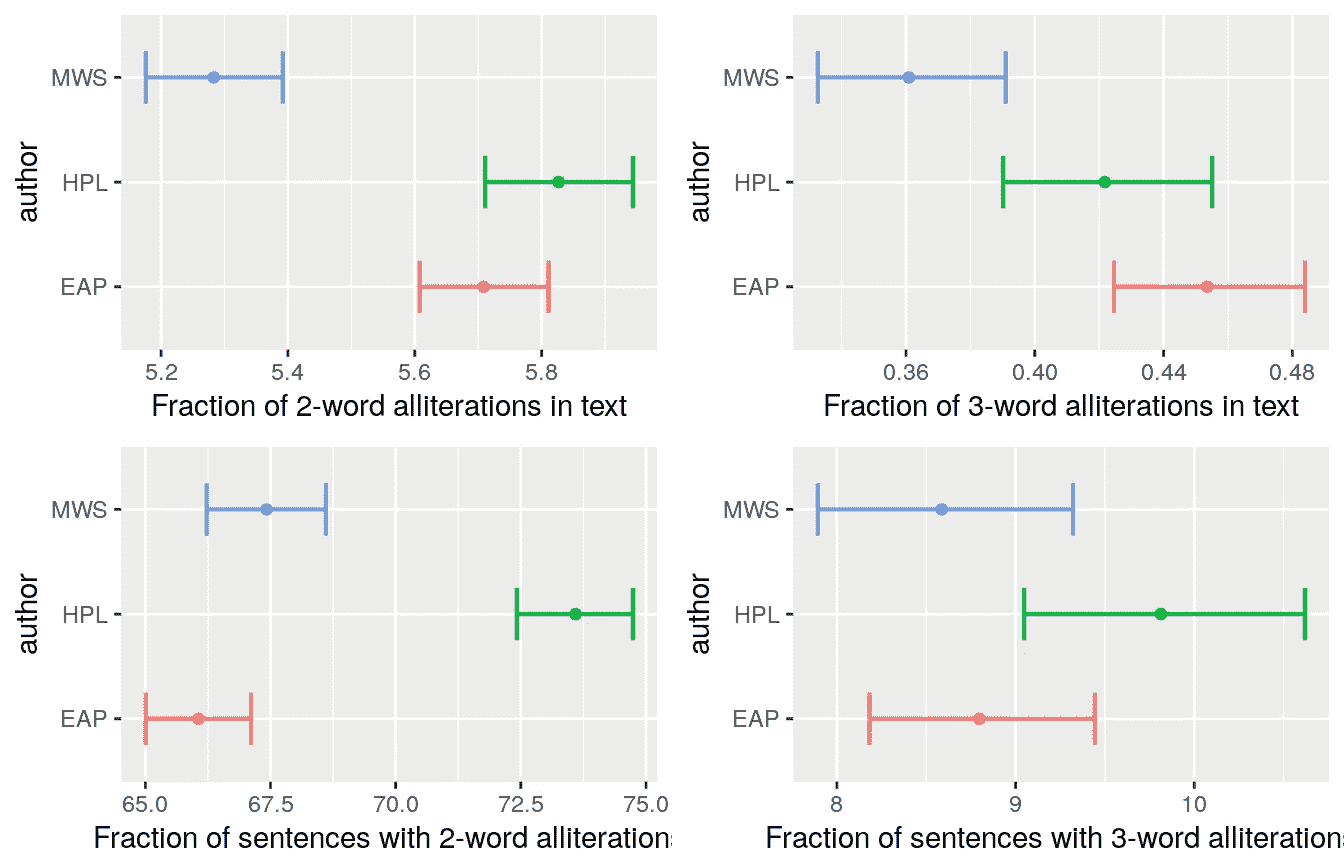 MWS
HPL
EAP
author
5.2 5.4 5.6 5.8
Fraction of 2-word alliterations in text
MWS
HPL
EAP
author
0.36 0.40 0.44 0.48
Fraction of 3-word alliterations in text
MWS
HPL
EAP
author
65.0 67.5 70.0 72.5 75.0
Fraction of sentences with 2-word alliterations
MWS
HPL
EAP
author
8 9 10
Fraction of sentences with 3-word alliteration